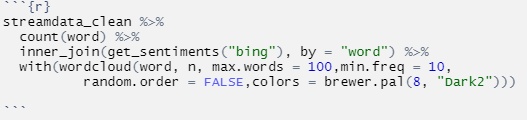 ```{r}
streamdata_clean %>%
  count(word) %>%
  inner_join(get_sentiments("bing"), by = "word") %>%
  with(wordcloud(word, n, max.words = 100,min.freq = 10,
         random.order = FALSE,colors = brewer.pal(8, "Dark2")))
```